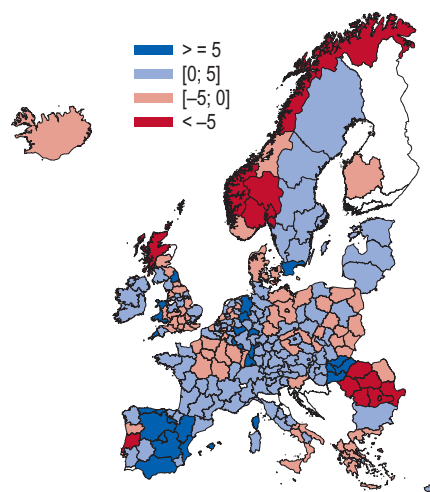 > = 5
[0; 5]
[–5; 0]
< –5